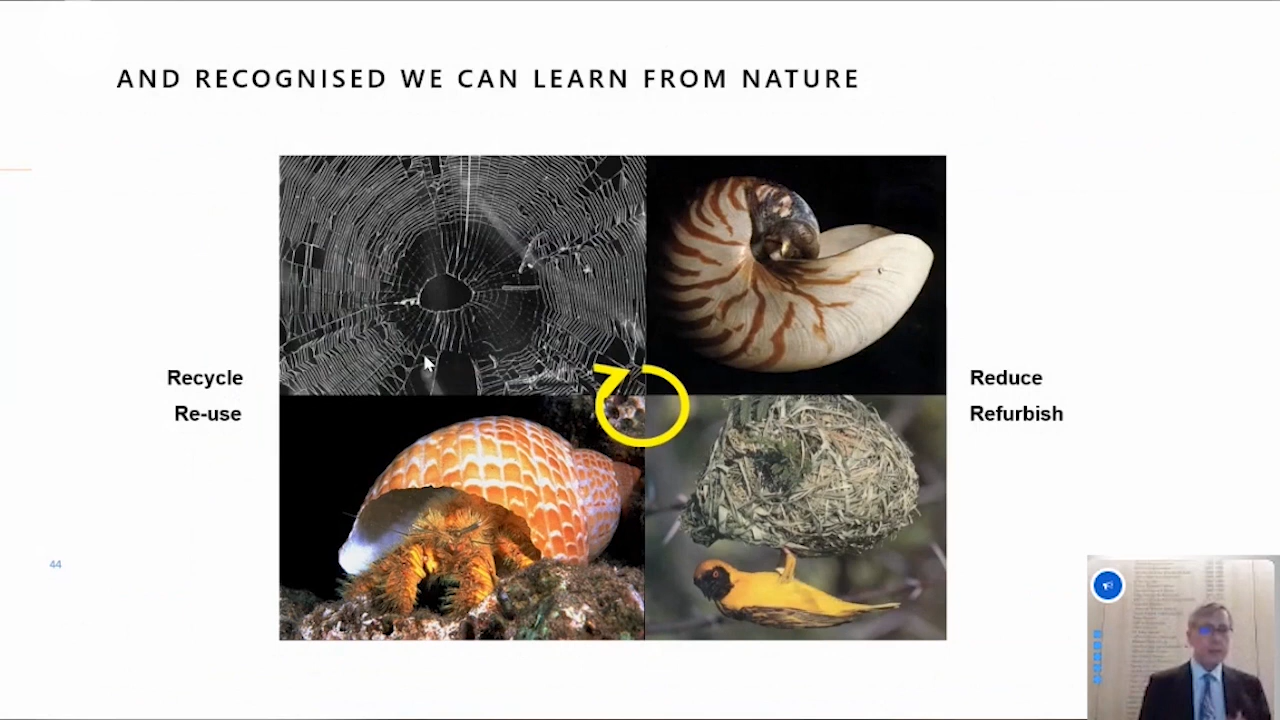 AND RECOGNISED WE CAN LEARN FROM NATURE
Recycle
Re-use
Reduce
Refurbish
44